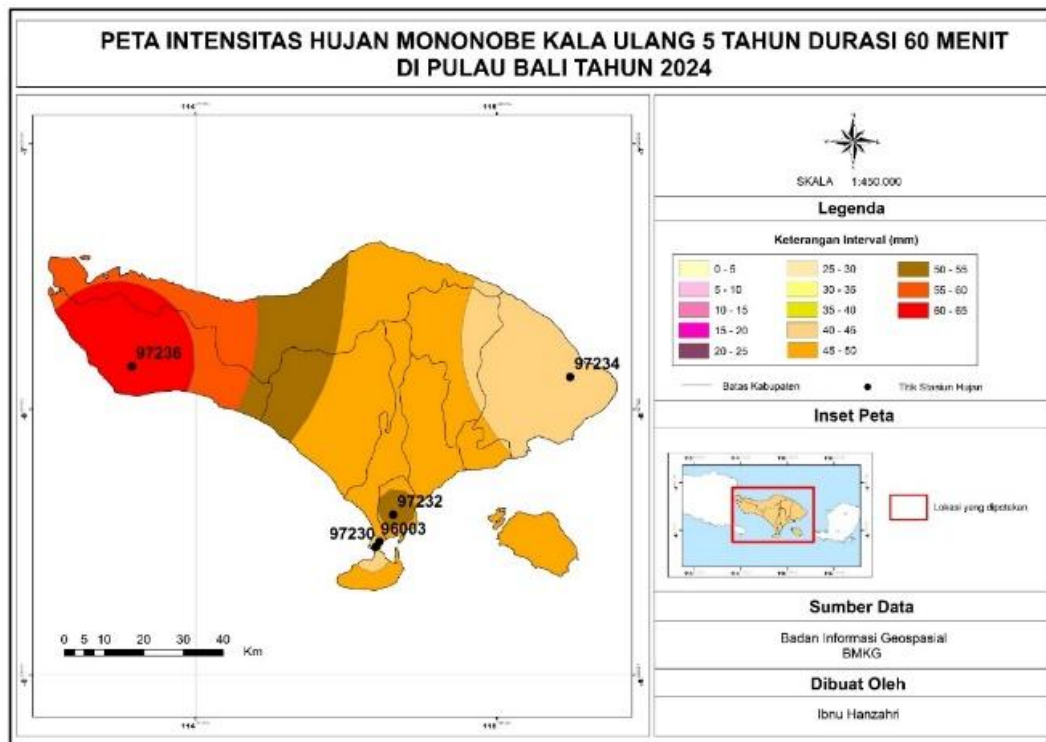 PETA INTENSITAS HUJAN MONONOBE KALA ULANG 5 TAHUN DURASI 60 MENIT
DI PULAU BALI TAHUN 2024
97236
97234
97232
97230
96003
0 5 10 20 30 40
Km
SKALA 1:450.000
Legenda
Keterangan Interval (mm)
0 - 5
25 - 30
50 - 55
5 - 10
30 - 35
55 - 60
10 - 15
35 - 40
60 - 65
15 - 20
40 - 45
20 - 25
45 - 50
Batas Kabupaten
Titik Stasiun Hujan
Inset Peta
Lokasi yang dipetakan
Sumber Data
Badan Informasi Geospasial
BMKG
Dibuat Oleh
Ibnu Hanzahri